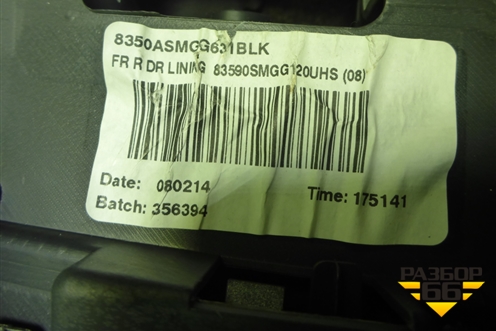 8350ASMGG631BLK
FR R DR LINING 83590SMGG120UHS (08)
Date: 080214 Time: 175141
Batch: 356394
РАЗБОР
66